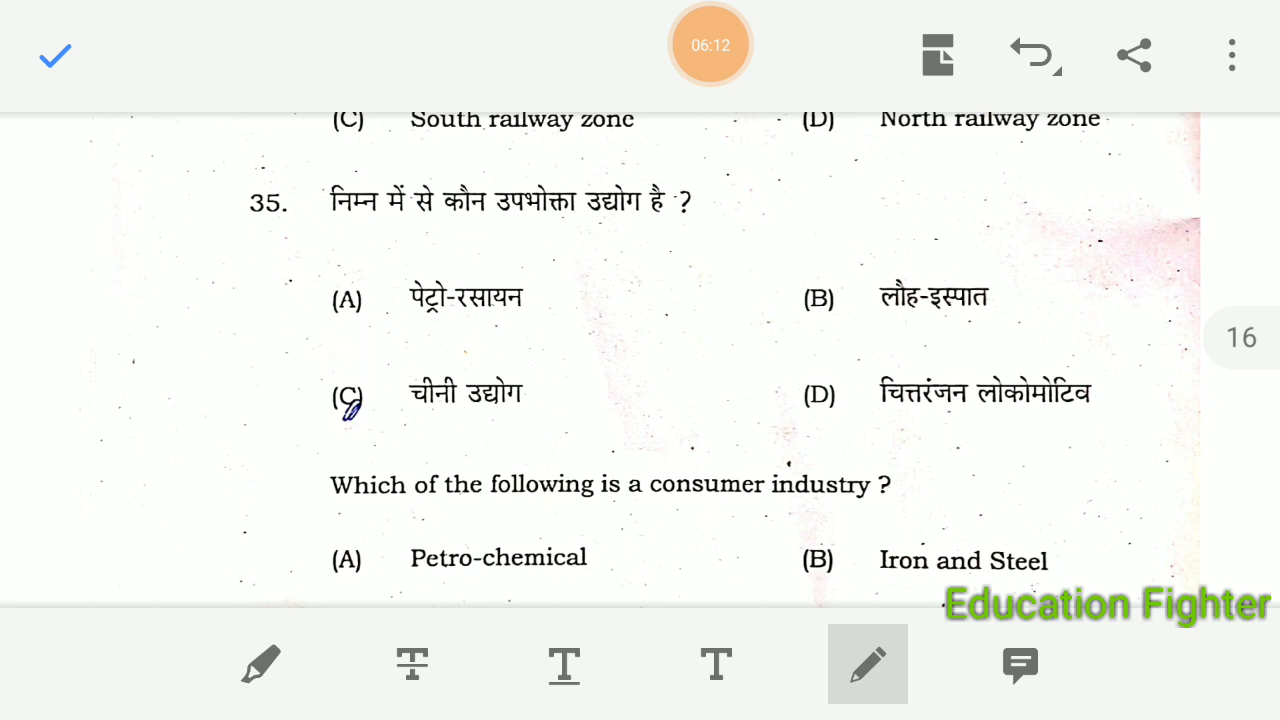 06:12
(C) South railway zone (D) North railway zone
35. निम्न में से कौन उपभोक्ता उद्योग है ?
(A) पेट्रो-रसायन (B) लौह-इस्पात
16
(C) चीनी उद्योग (D) चित्तरंजन लोकोमोटिव
Which of the following is a consumer industry ?
(A) Petro-chemical (B) Iron and Steel
Education Fighter
T T T